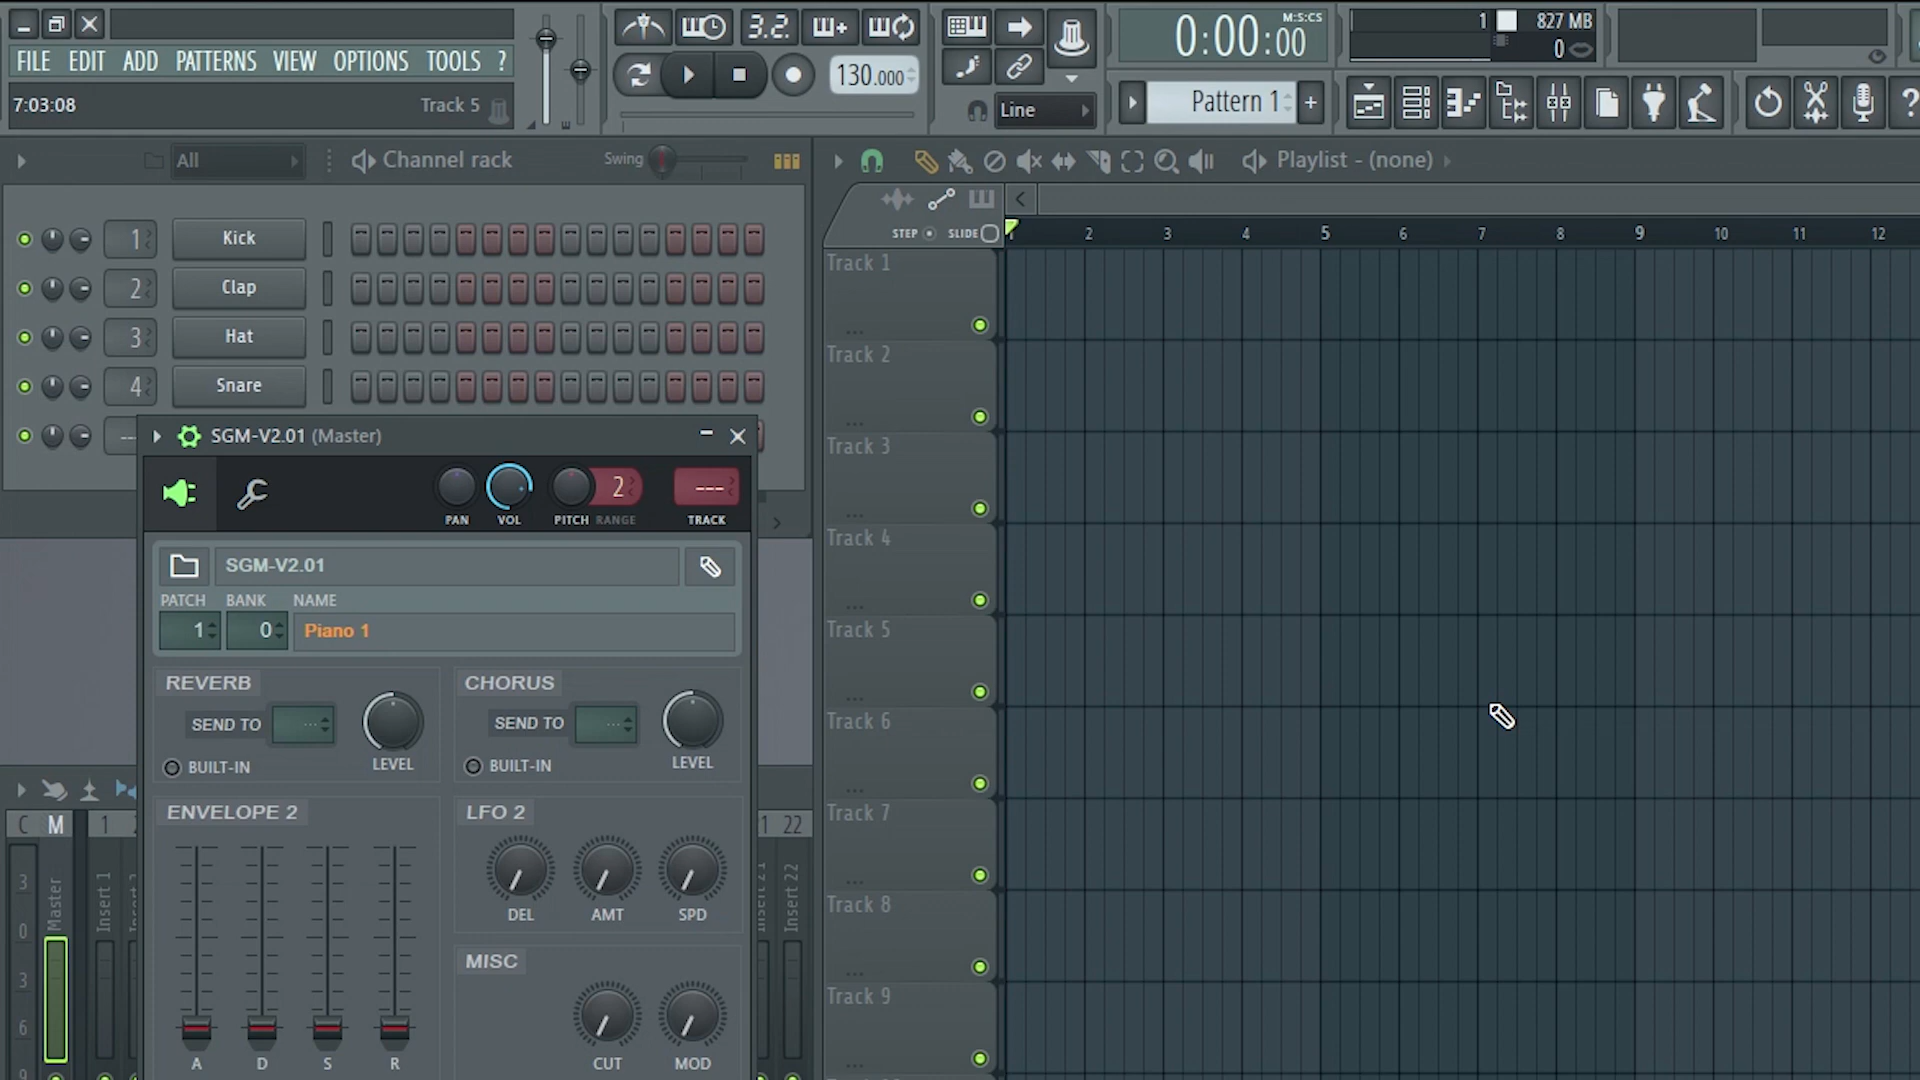 FILE EDIT ADD PATTERNS VIEW OPTIONS TOOLS ?
7:03:08 Track 5
3.2.
130.000
Line
0:00:00 M:S:CS
1 827 MB
0
Pattern 1 +
?
All Channel rack Swing
Playlist - (none)
STEP SLIDE
1 2 3 4 5 6 7 8 9 10 11 12
1 Kick
2 Clap
3 Hat
4 Snare
---
SGM-V2.01 (Master)
2 ---
PAN VOL PITCH RANGE TRACK
SGM-V2.01
PATCH BANK NAME
1 0 Piano 1
REVERB
SEND TO ---
BUILT-IN
LEVEL
CHORUS
SEND TO ---
BUILT-IN
LEVEL
ENVELOPE 2
A D S R
LFO 2
DEL AMT SPD
MISC
CUT MOD
C M 1 22
3
0
3
6
9
Master
Insert 1
Insert 22
Track 1
...
Track 2
...
Track 3
...
Track 4
...
Track 5
...
Track 6
...
Track 7
...
Track 8
...
Track 9
...